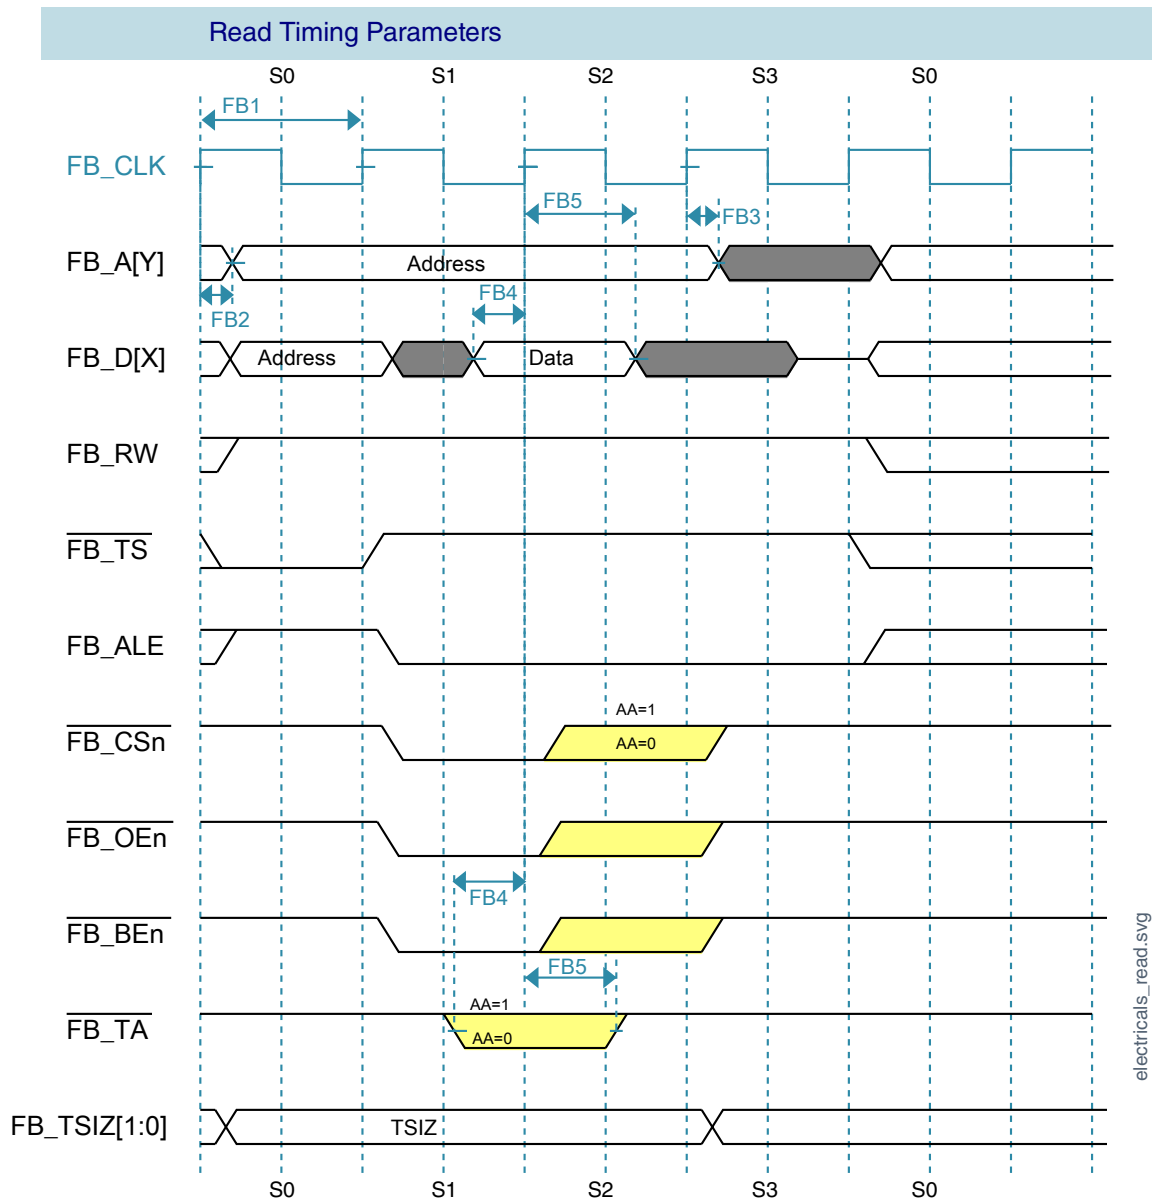 Read Timing Parameters
S0 S1 S2 S3 S0
FB1
FB_CLK
FB5
FB3
FB_A[Y]
Address
FB4
FB2
FB_D[X]
Address
Data
FB_RW
FB_TS
FB_ALE
AA=1
FB_CSn
AA=0
FB_OEn
FB4
FB_BEn
FB5
AA=1
FB_TA
AA=0
FB_TSIZ[1:0]
TSIZ
S0 S1 S2 S3 S0
electricals_read.svg